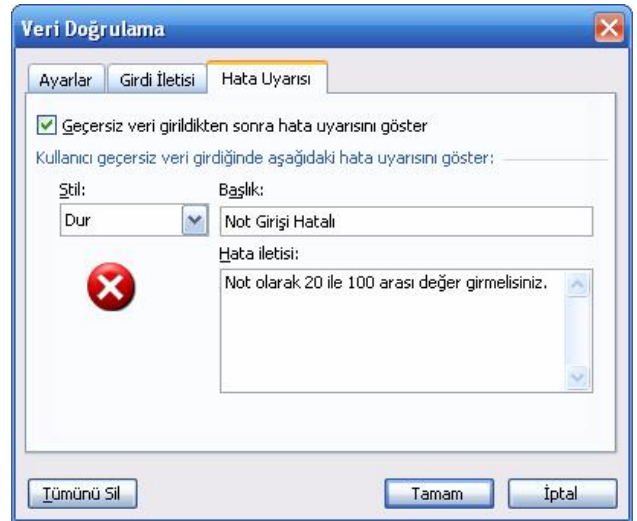 Veri Doğrulama
Ayarlar Girdi İletisi Hata Uyarısı
Geçersiz veri girildikten sonra hata uyarısını göster
Kullanıcı geçersiz veri girdiğinde aşağıdaki hata uyarısını göster:
Stil: Başlık:
Dur Not Girişi Hatalı
Hata iletisi:
Not olarak 20 ile 100 arası değer girmelisiniz.
Tümünü Sil Tamam İptal